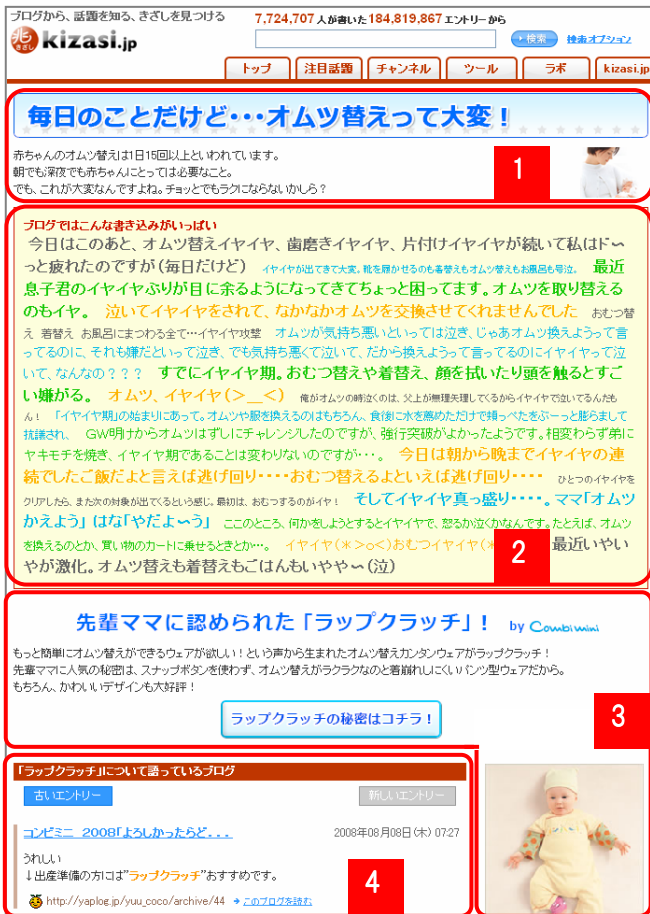 ブログから、話題を知る、きざしを見つける
7,724,707 人が書いた 184,819,867 エントリーから
兆
きざし
kizasi.jp
検索
検索オプション
トップ
注目話題
チャンネル
ツール
ラボ
kizasi.jp
毎日のことだけど・・・オムツ替えって大変！
赤ちゃんのオムツ替えは1日15回以上といわれています。
朝でも深夜でも赤ちゃんにとっては必要なこと。
でも、これが大変なんですよね。チョッとでもラクにならないかしら？
1
ブログではこんな書き込みがいっぱい
今日はこのあと、オムツ替えイヤイヤ、歯磨きイヤイヤ、片付けイヤイヤが続いて私はド〜
っと疲れたのですが（毎日だけど） イヤイヤが出てきて大変。靴を履かせるのも着替えもオムツ替えもお風呂も号泣。 最近
息子君のイヤイヤぶりが目に余るようになってきてちょっと困ってます。オムツを取り替える
のもイヤ。 泣いてイヤイヤをされて、なかなかオムツを交換させてくれませんでした おむつ替
え 着替え お風呂にまつわる全て…イヤイヤ攻撃 オムツが気持ち悪いといっては泣き、じゃあオムツ換えようって言
ってるのに、それも嫌だといって泣き、でも気持ち悪くて泣いて、だから換えようって言ってるのにイヤイヤって泣
いて、なんなの？？？ すでにイヤイヤ期。おむつ替えや着替え、顔を拭いたり頭を触るとすご
い嫌がる。 オムツ、イヤイヤ（＞＿＜） 俺がオムツの時泣くのは、父上が無理矢理してるからイヤイヤで泣いてるんだも
ん！ 「イヤイヤ期」の始まりにあって。オムツや服を換えるのはもちろん、食後に水を薦めただけで頬っぺたをぷーっと膨らまして
抗議され、 GW明けからオムツはずしにチャレンジしたのですが、強行突破がよかったようです。相変わらず弟に
ヤキモチを焼き、イヤイヤ期であることは変わりないのですが・・・。 今日は朝から晩までイヤイヤの連
続でしたご飯だよと言えば逃げ回り・・・・おむつ替えるよといえば逃げ回り・・・・ ひとつのイヤイヤを
クリアしたら、また次の対象が出てくるという感じ。最初は、おむつするのがイヤ！ そしてイヤイヤ真っ盛り・・・・。ママ「オムツ
かえよう」 はな「やだよ〜う」 ここのところ、何かをしようとするとイヤイヤで、怒るか泣くかなんです。たとえば、オムツ
を換えるのとか、買い物のカートに乗せるときとか…。 イヤイヤ（＊＞o＜）おむつイヤイヤ（＊ 最近いやい
やが激化。オムツ替えも着替えもごはんもいやや〜（泣）
2
先輩ママに認められた「ラップクラッチ」！ by Combimini
もっと簡単にオムツ替えができるウェアが欲しい！という声から生まれたオムツ替えカンタンウェアがラップクラッチ！
先輩ママに人気の秘密は、スナップボタンを使わず、オムツ替えがラクラクなのと着崩れしにくいパンツ型ウェアだから。
もちろん、かわいいデザインも大好評！
ラップクラッチの秘密はコチラ！
3
「ラップクラッチ」について語っているブログ
古いエントリー
新しいエントリー
コンビミニ 2008「よろしかったらど...
2008年08月08日（木） 07:27
うれしい
↓出産準備の方には”ラップクラッチ”おすすめです。
http://yaplog.jp/yuu_coco/archive/44
このブログを読む
4